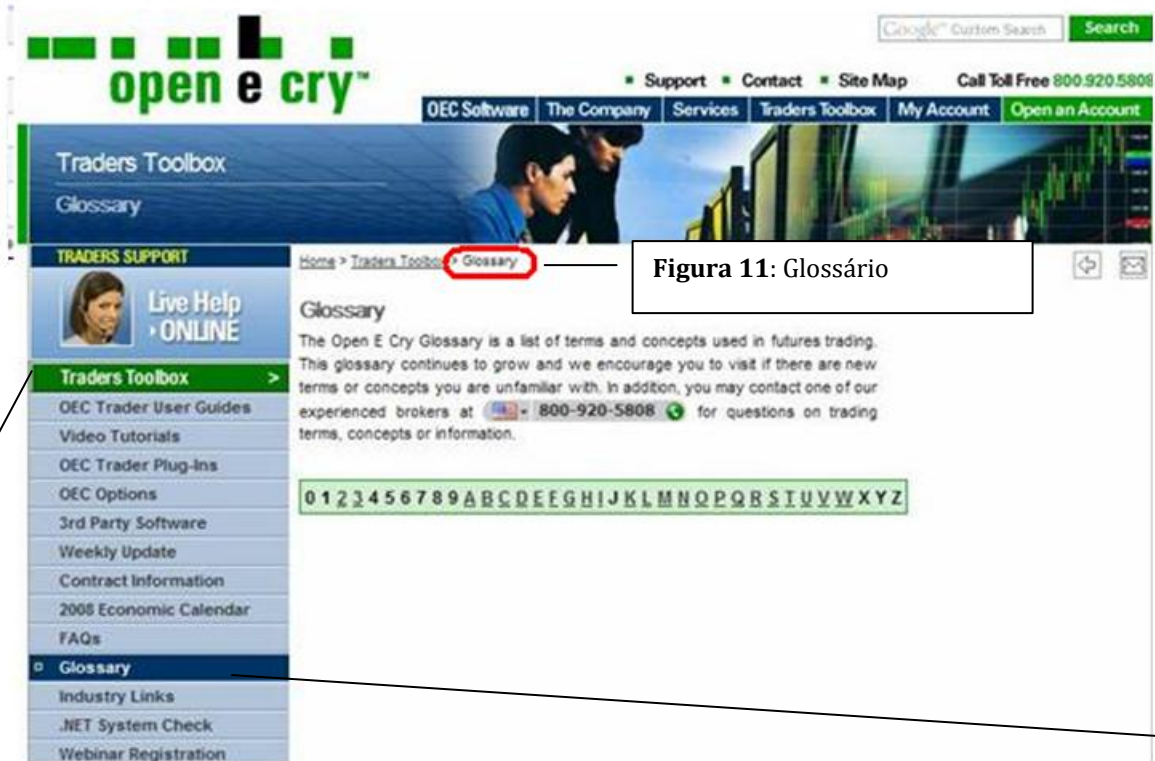 Google™ Custom Search Search
open e cry™
Support Contact Site Map Call Toll Free 800.920.5808
OEC Software The Company Services Traders Toolbox My Account Open an Account
Traders Toolbox
Glossary
TRADERS SUPPORT
Live Help
ONLINE
Home > Traders Toolbox > Glossary
Figura 11: Glossário
Glossary
The Open E Cry Glossary is a list of terms and concepts used in futures trading.
This glossary continues to grow and we encourage you to visit if there are new
terms or concepts you are unfamiliar with. In addition, you may contact one of our
experienced brokers at 800-920-5808 for questions on trading
terms, concepts or information.
0 1 2 3 4 5 6 7 8 9 A B C D E F G H I J K L M N O P Q R S T U V W X Y Z
Traders Toolbox >
OEC Trader User Guides
Video Tutorials
OEC Trader Plug-Ins
OEC Options
3rd Party Software
Weekly Update
Contract Information
2008 Economic Calendar
FAQs
Glossary
Industry Links
.NET System Check
Webinar Registration